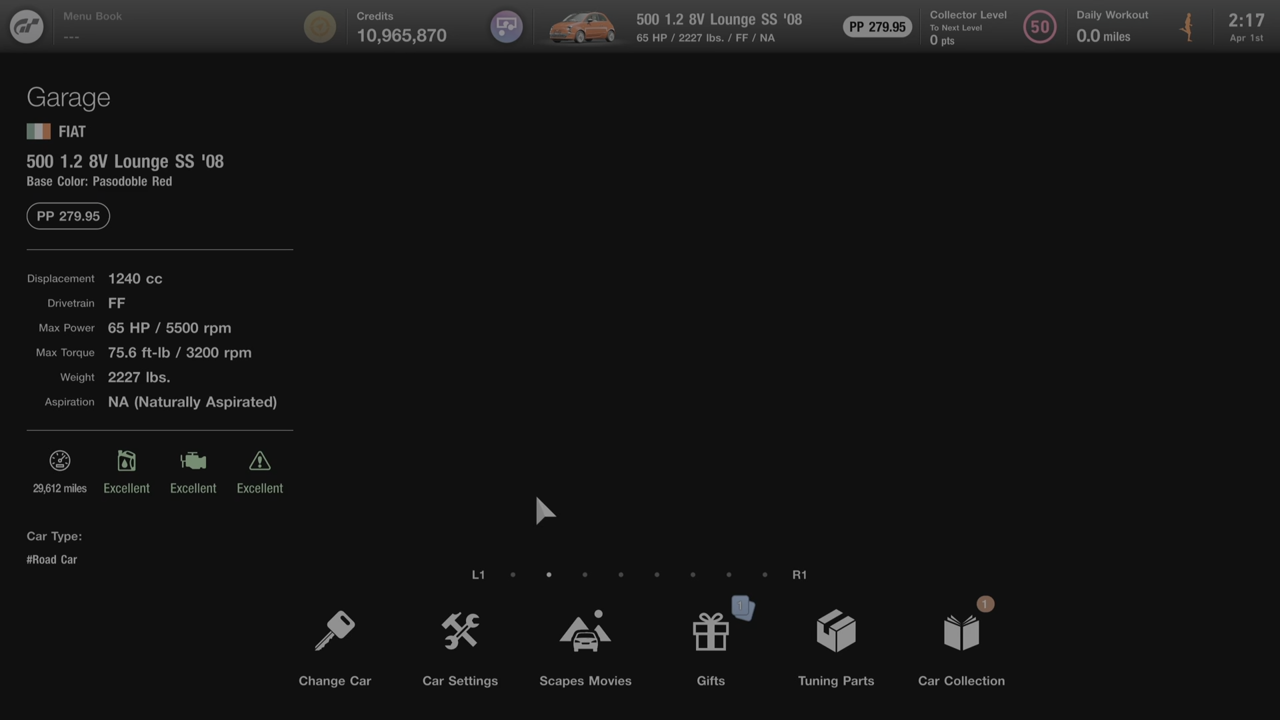 Menu Book
---
Credits
10,965,870
500 1.2 8V Lounge SS '08
65 HP / 2227 lbs. / FF / NA
PP 279.95
Collector Level
To Next Level
0 pts
50
Daily Workout
0.0 miles
2:17
Apr 1st
Garage
FIAT
500 1.2 8V Lounge SS '08
Base Color: Pasodoble Red
PP 279.95
Displacement 1240 cc
Drivetrain FF
Max Power 65 HP / 5500 rpm
Max Torque 75.6 ft-lb / 3200 rpm
Weight 2227 lbs.
Aspiration NA (Naturally Aspirated)
29,612 miles Excellent Excellent Excellent
Car Type:
#Road Car
L1 R1
1 1
Change Car Car Settings Scapes Movies Gifts Tuning Parts Car Collection